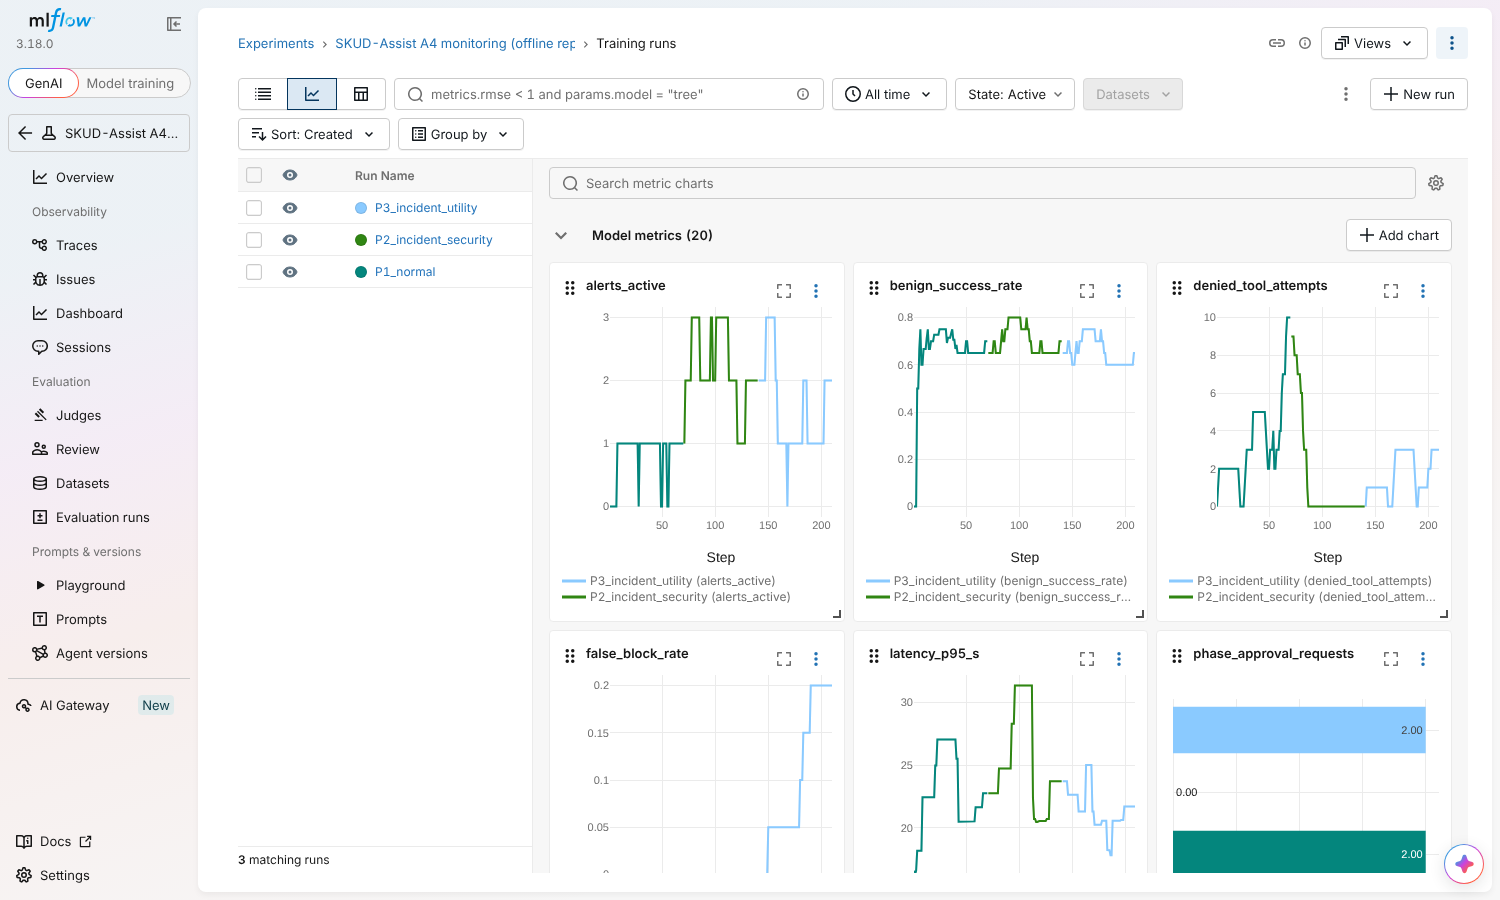 mlflow
3.18.0
GenAI
Model training
SKUD-Assist A4...
Overview
Observability
Traces
Issues
Dashboard
Sessions
Evaluation
Judges
Review
Datasets
Evaluation runs
Prompts & versions
Playground
Prompts
Agent versions
AI Gateway
New
Docs
Settings
Experiments › SKUD-Assist A4 monitoring (offline rep › Training runs
Views
metrics.rmse < 1 and params.model = "tree"
All time
State: Active
Datasets
New run
Sort: Created
Group by
Run Name
P3_incident_utility
P2_incident_security
P1_normal
3 matching runs
Search metric charts
Model metrics (20)
Add chart
alerts_active
3
2
1
0
50 100 150 200
Step
P3_incident_utility (alerts_active)
P2_incident_security (alerts_active)
benign_success_rate
0.8
0.6
0.4
0.2
0
50 100 150 200
Step
P3_incident_utility (benign_success_rate)
P2_incident_security (benign_success_r...
denied_tool_attempts
10
8
6
4
2
0
50 100 150 200
Step
P3_incident_utility (denied_tool_attempts)
P2_incident_security (denied_tool_attem...
false_block_rate
0.2
0.15
0.1
0.05
latency_p95_s
30
25
20
phase_approval_requests
2.00
0.00
2.00